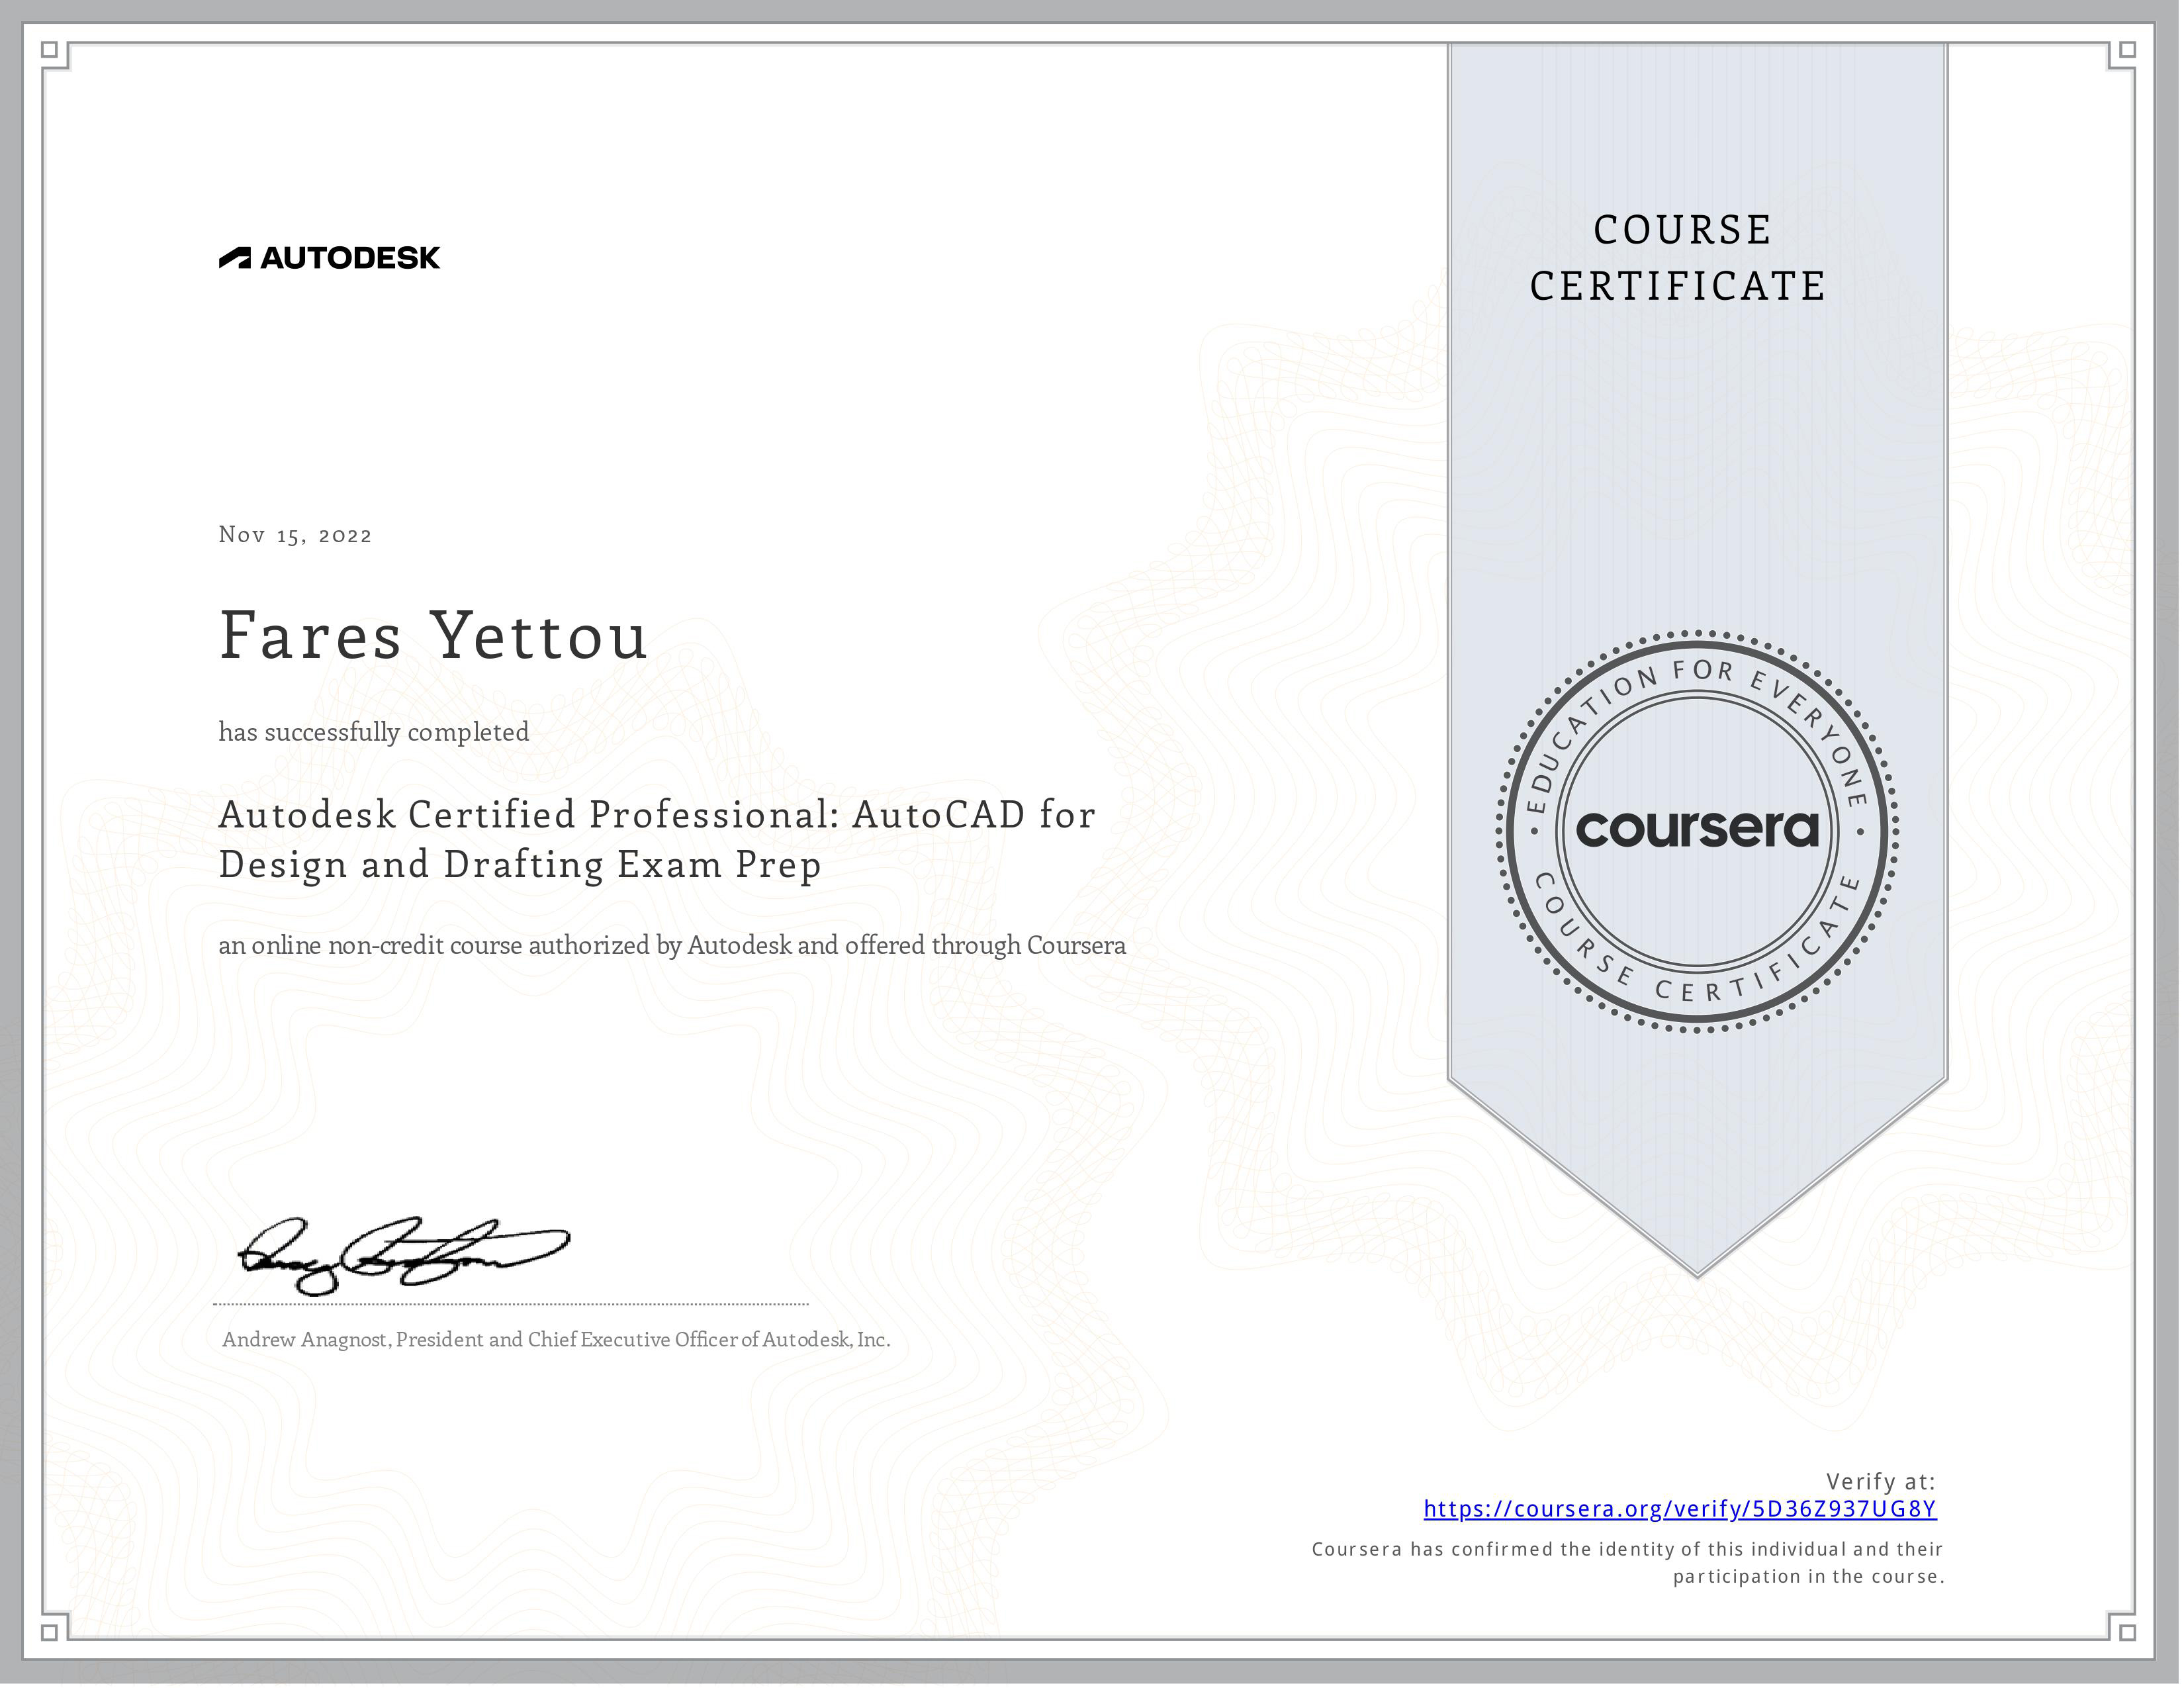 AUTODESK
COURSE
CERTIFICATE
Nov 15, 2022
Fares Yettou
has successfully completed
Autodesk Certified Professional: AutoCAD for
Design and Drafting Exam Prep
an online non-credit course authorized by Autodesk and offered through Coursera
EDUCATION FOR EVERYONE
coursera
COURSE CERTIFICATE
Andrew Anagnost, President and Chief Executive Officer of Autodesk, Inc.
Verify at:
https://coursera.org/verify/5D36Z937UG8Y
Coursera has confirmed the identity of this individual and their
participation in the course.